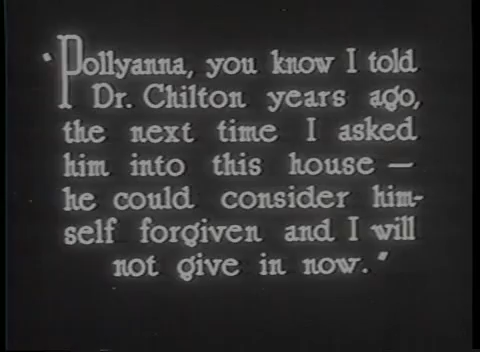 "Pollyanna, you know I told
Dr. Chilton years ago,
the next time I asked
him into this house —
he could consider him-
self forgiven and I will
not give in now."